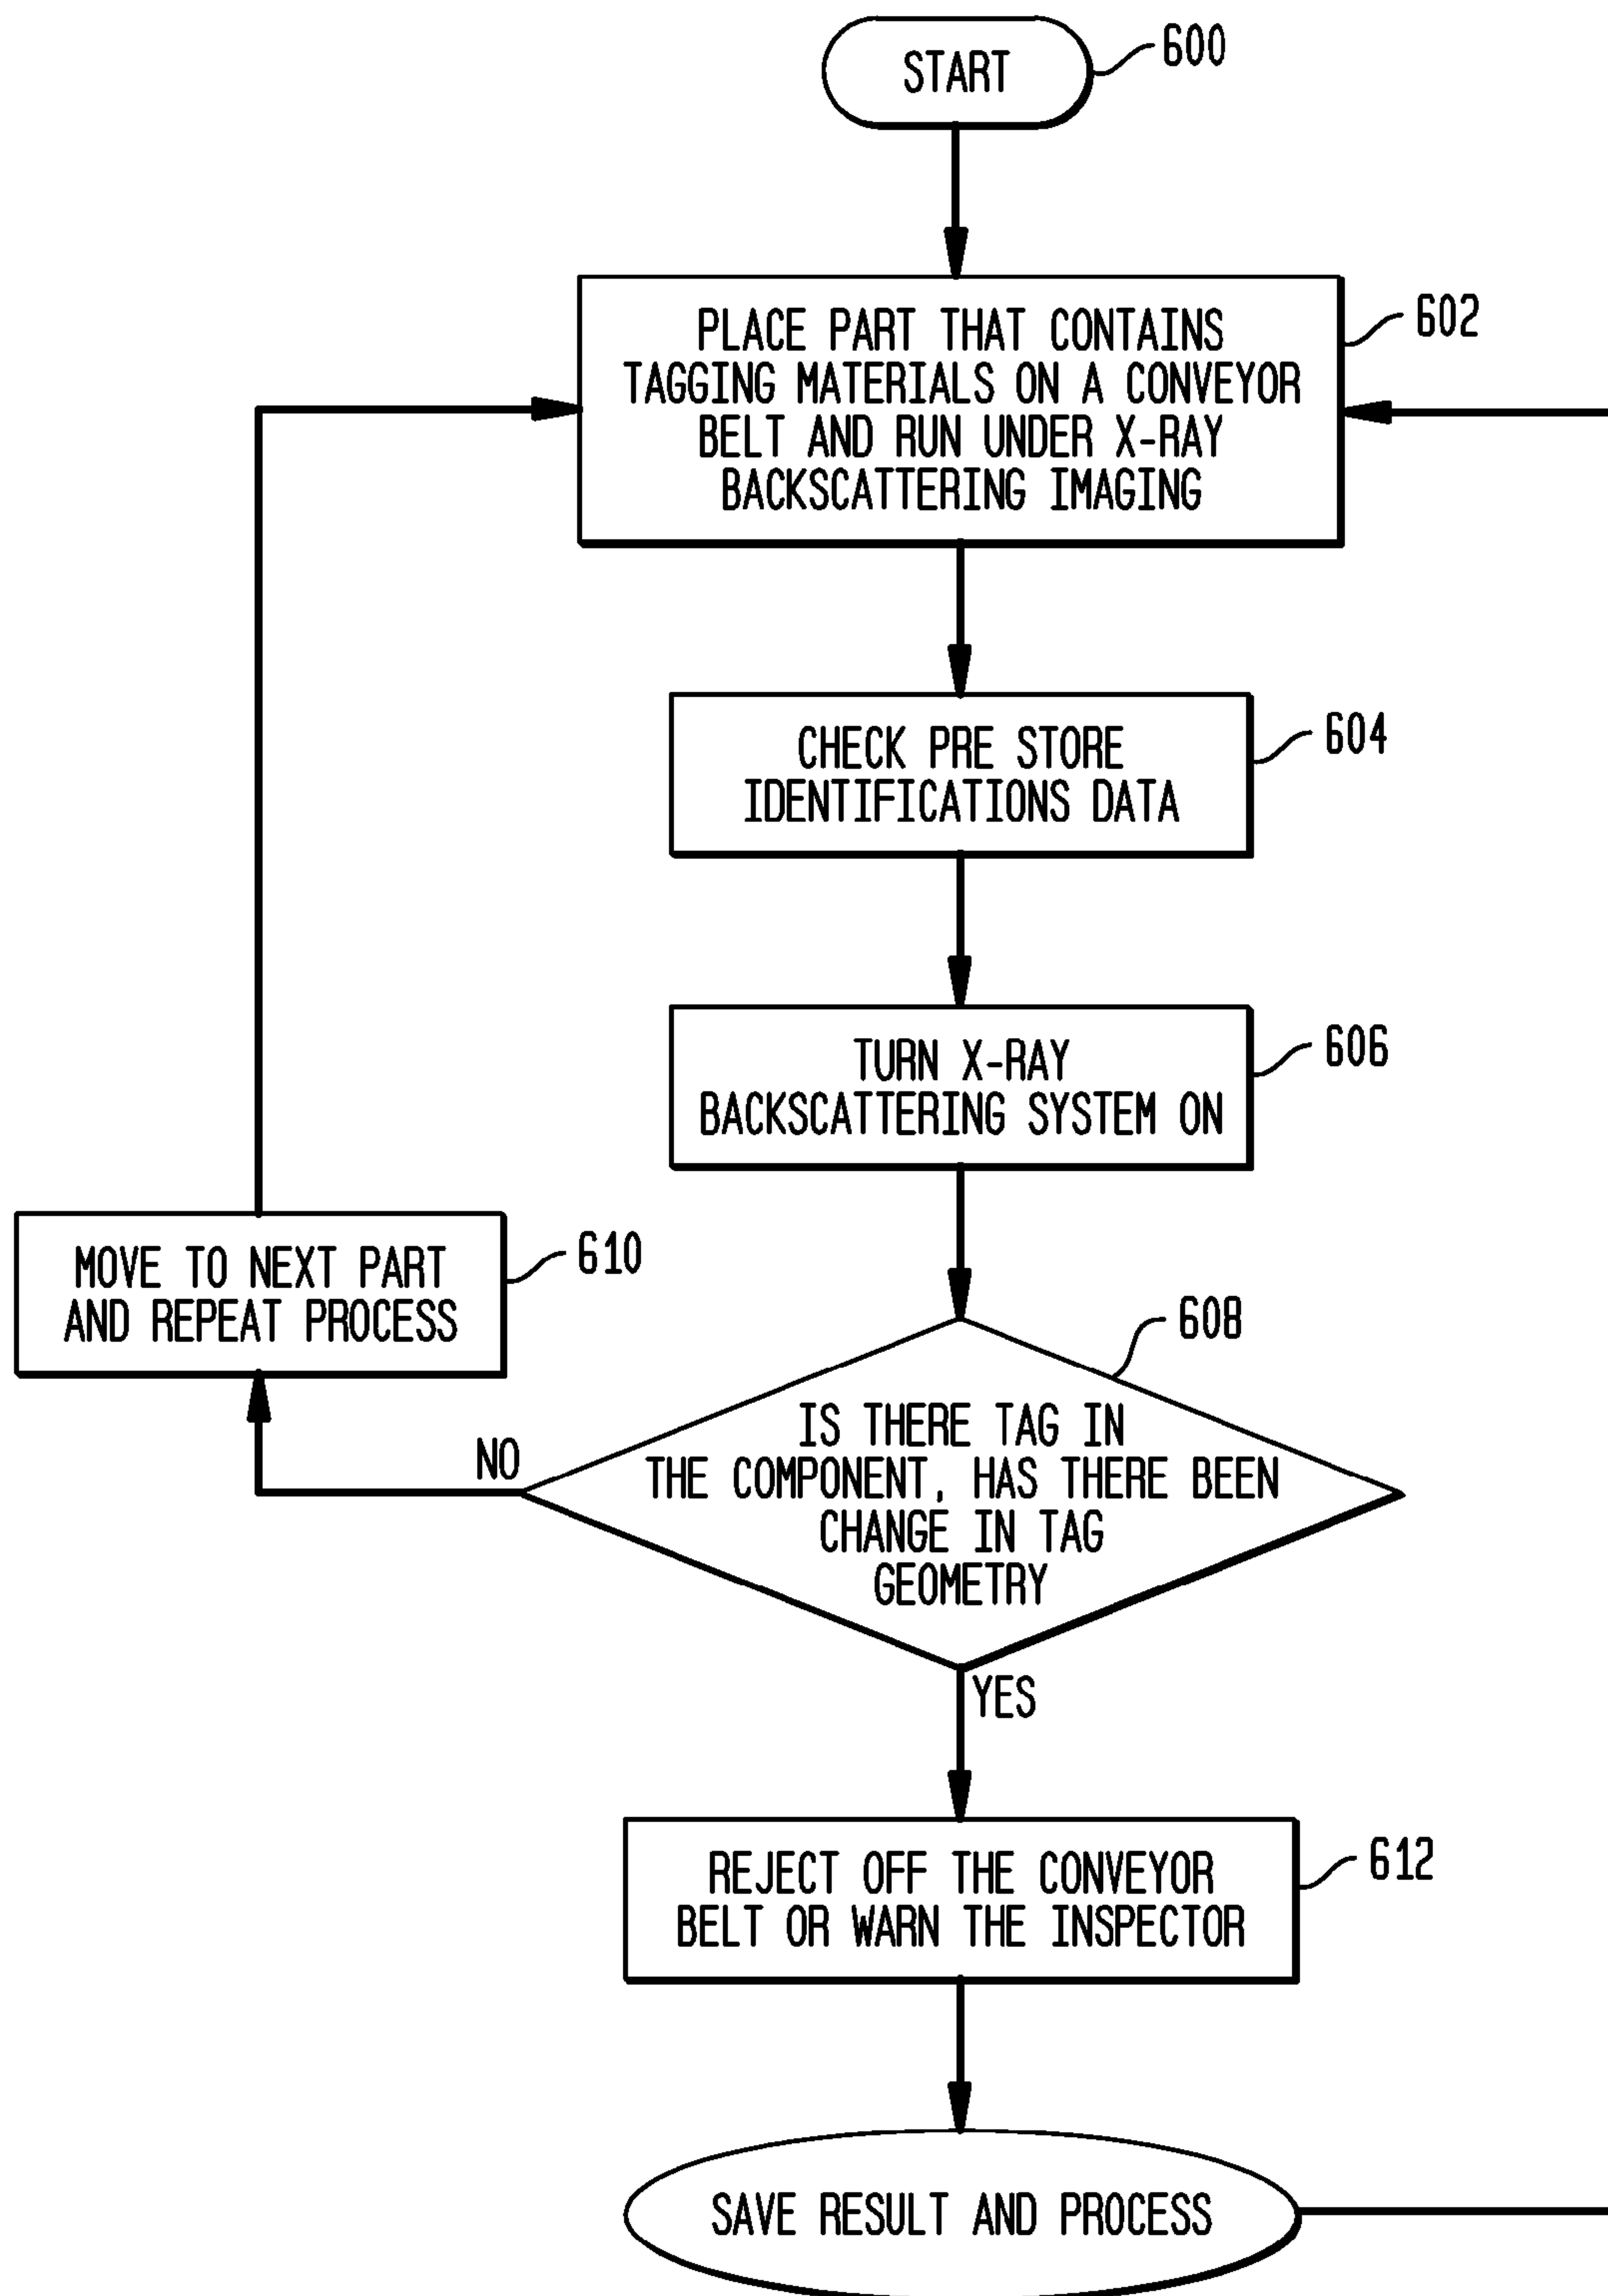 START
600
PLACE PART THAT CONTAINS
TAGGING MATERIALS ON A CONVEYOR
BELT AND RUN UNDER X-RAY
BACKSCATTERING IMAGING
602
CHECK PRE STORE
IDENTIFICATIONS DATA
604
TURN X-RAY
BACKSCATTERING SYSTEM ON
606
MOVE TO NEXT PART
AND REPEAT PROCESS
610
608
IS THERE TAG IN
THE COMPONENT, HAS THERE BEEN
CHANGE IN TAG
GEOMETRY
NO
YES
REJECT OFF THE CONVEYOR
BELT OR WARN THE INSPECTOR
612
SAVE RESULT AND PROCESS